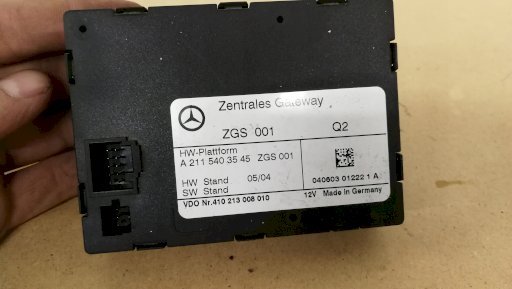 Zentrales Gateway
ZGS 001 Q2
HW-Plattform
A 211 540 35 45 ZGS 001
HW Stand 05/04
SW Stand
040603 01222 1 A
VDO Nr.410 213 008 010
12V Made in Germany